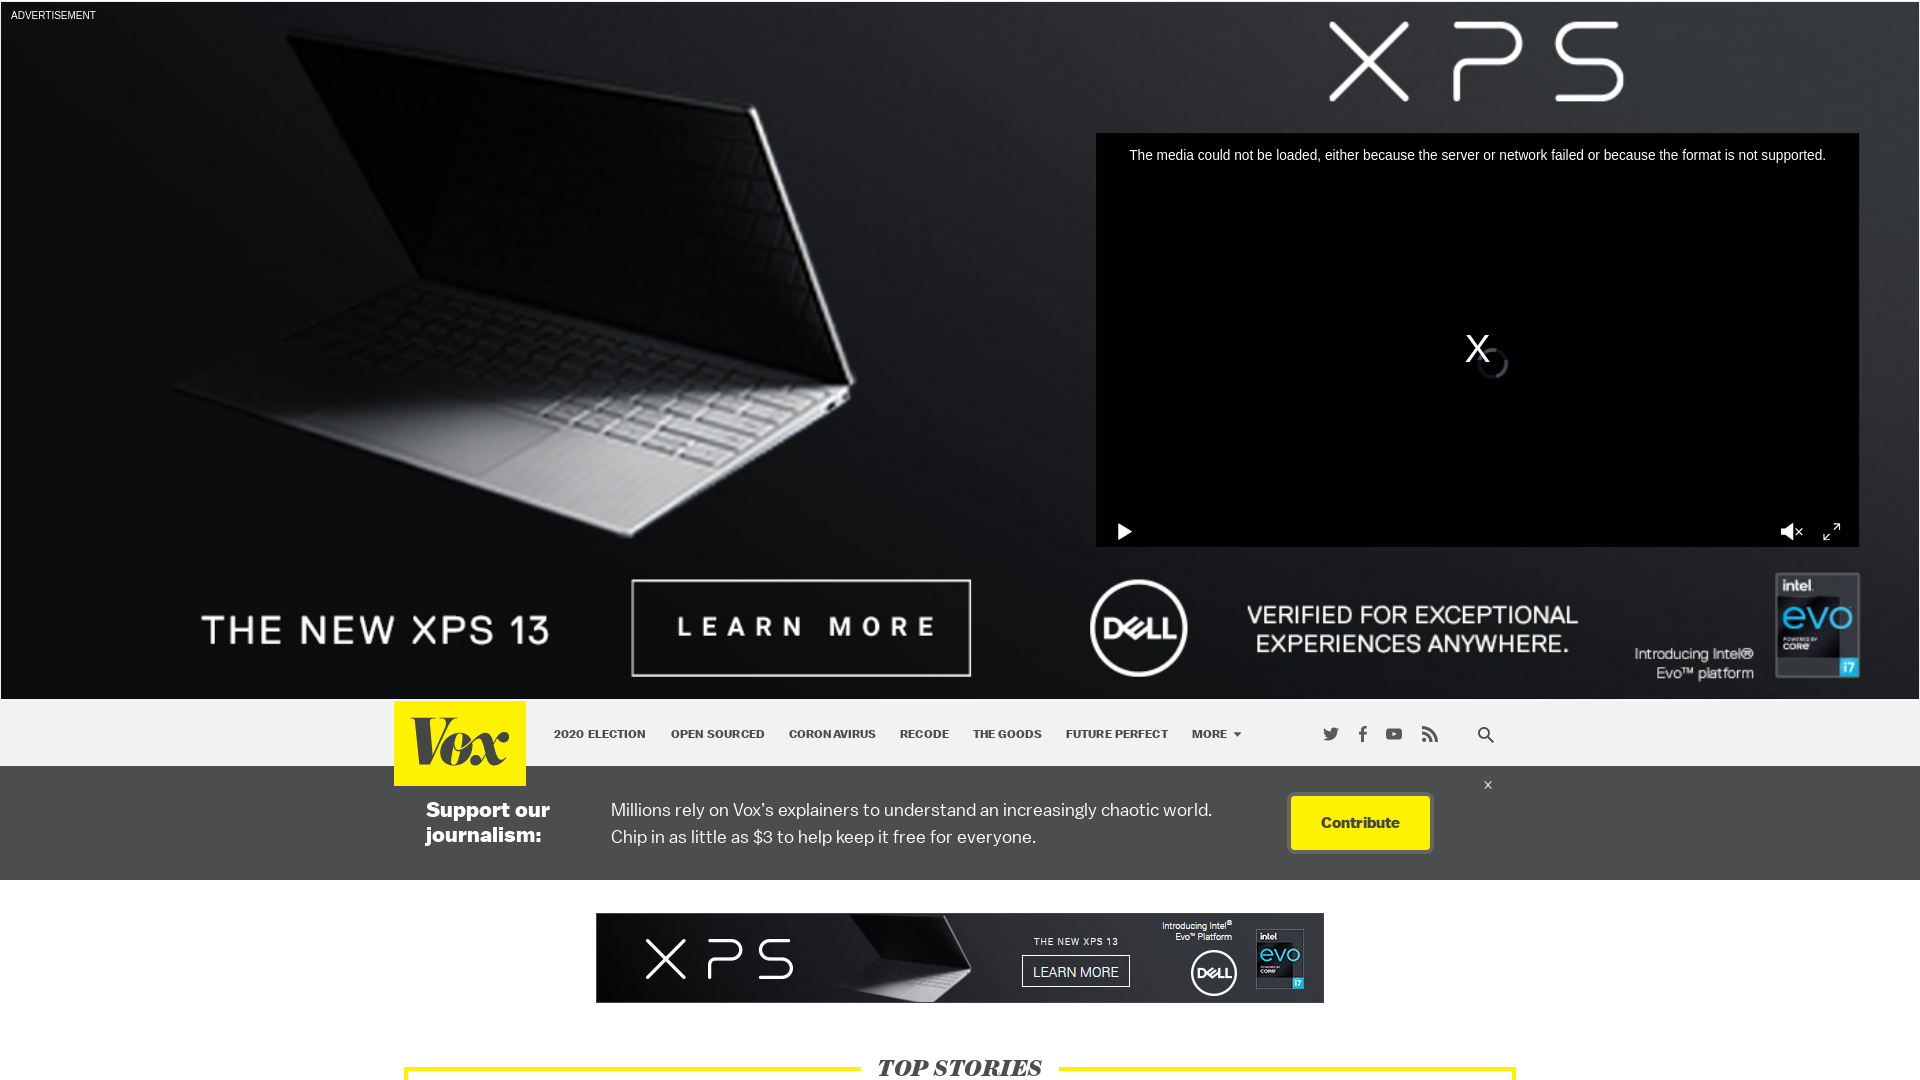 ADVERTISEMENT
XPS
The media could not be loaded, either because the server or network failed or because the format is not supported.
X
THE NEW XPS 13
LEARN MORE
DELL
VERIFIED FOR EXCEPTIONAL
EXPERIENCES ANYWHERE.
Introducing Intel®
Evo™ platform
intel.
evo
POWERED BY
CORE
i7
Vox
2020 ELECTION
OPEN SOURCED
CORONAVIRUS
RECODE
THE GOODS
FUTURE PERFECT
MORE
Support our
journalism:
Millions rely on Vox’s explainers to understand an increasingly chaotic world.
Chip in as little as $3 to help keep it free for everyone.
x
Contribute
XPS
THE NEW XPS 13
LEARN MORE
Introducing Intel®
Evo™ Platform
DELL
intel
evo
CORE
i7
TOP STORIES